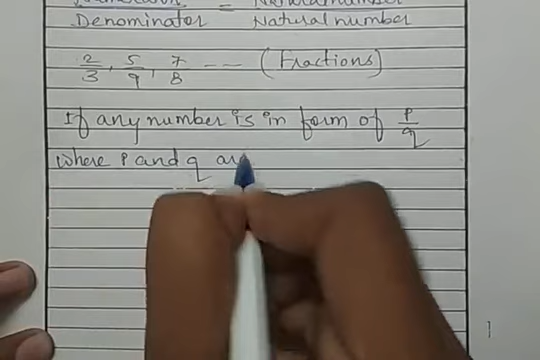 Denominator = Natural number
2/3, 5/9, 7/8 -- (Fractions)
If any number is in form of P/q
where P and q are